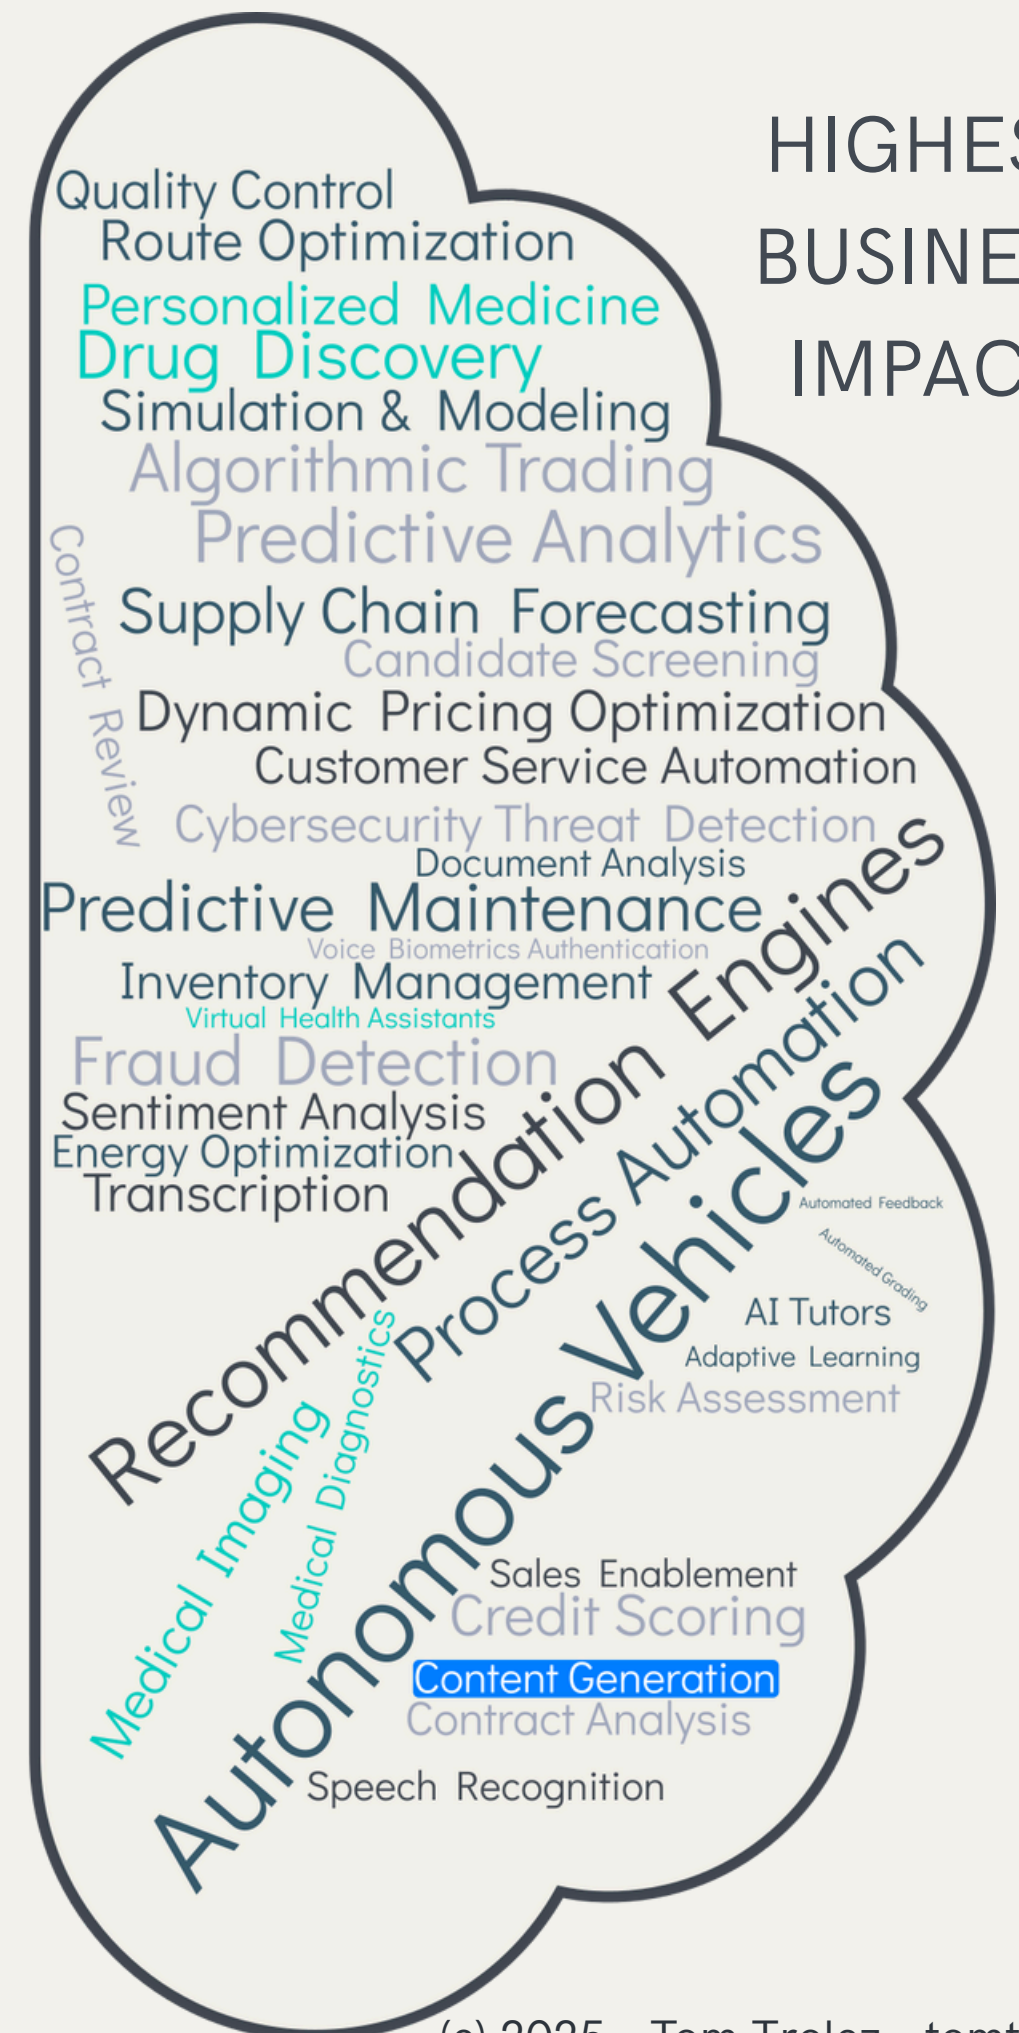 HIGHES
BUSINE
IMPAC
Quality Control
Route Optimization
Personalized Medicine
Drug Discovery
Simulation & Modeling
Algorithmic Trading
Predictive Analytics
Contract Review
Supply Chain Forecasting
Candidate Screening
Dynamic Pricing Optimization
Customer Service Automation
Cybersecurity Threat Detection
Document Analysis
Predictive Maintenance
Voice Biometrics Authentication
Inventory Management
Virtual Health Assistants
Fraud Detection
Sentiment Analysis
Energy Optimization
Transcription
Recommendation Engines
Process Automation
Autonomous Vehicles
Automated Feedback
Automated Grading
AI Tutors
Adaptive Learning
Risk Assessment
Medical Imaging
Medical Diagnostics
Sales Enablement
Credit Scoring
Content Generation
Contract Analysis
Speech Recognition
(c) 2025 - Tom